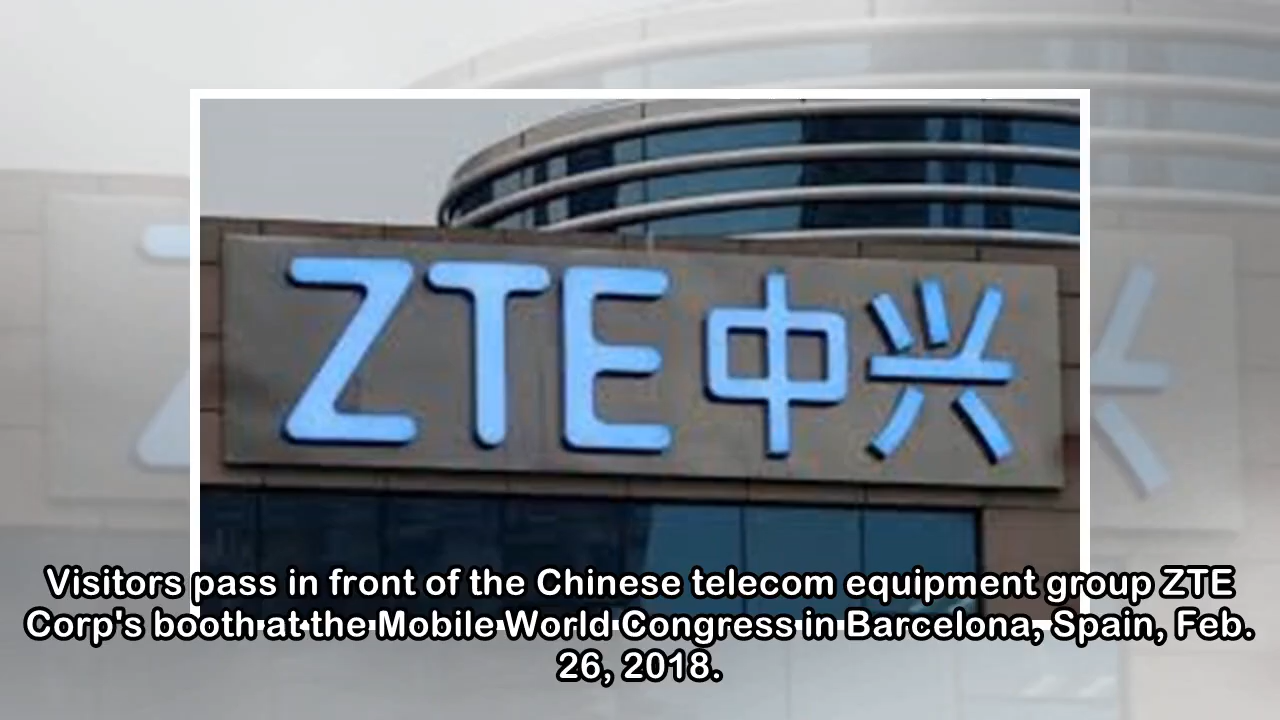 ZTE中兴
Visitors pass in front of the Chinese telecom equipment group ZTE
Corp's booth at the Mobile World Congress in Barcelona, Spain, Feb.
26, 2018.